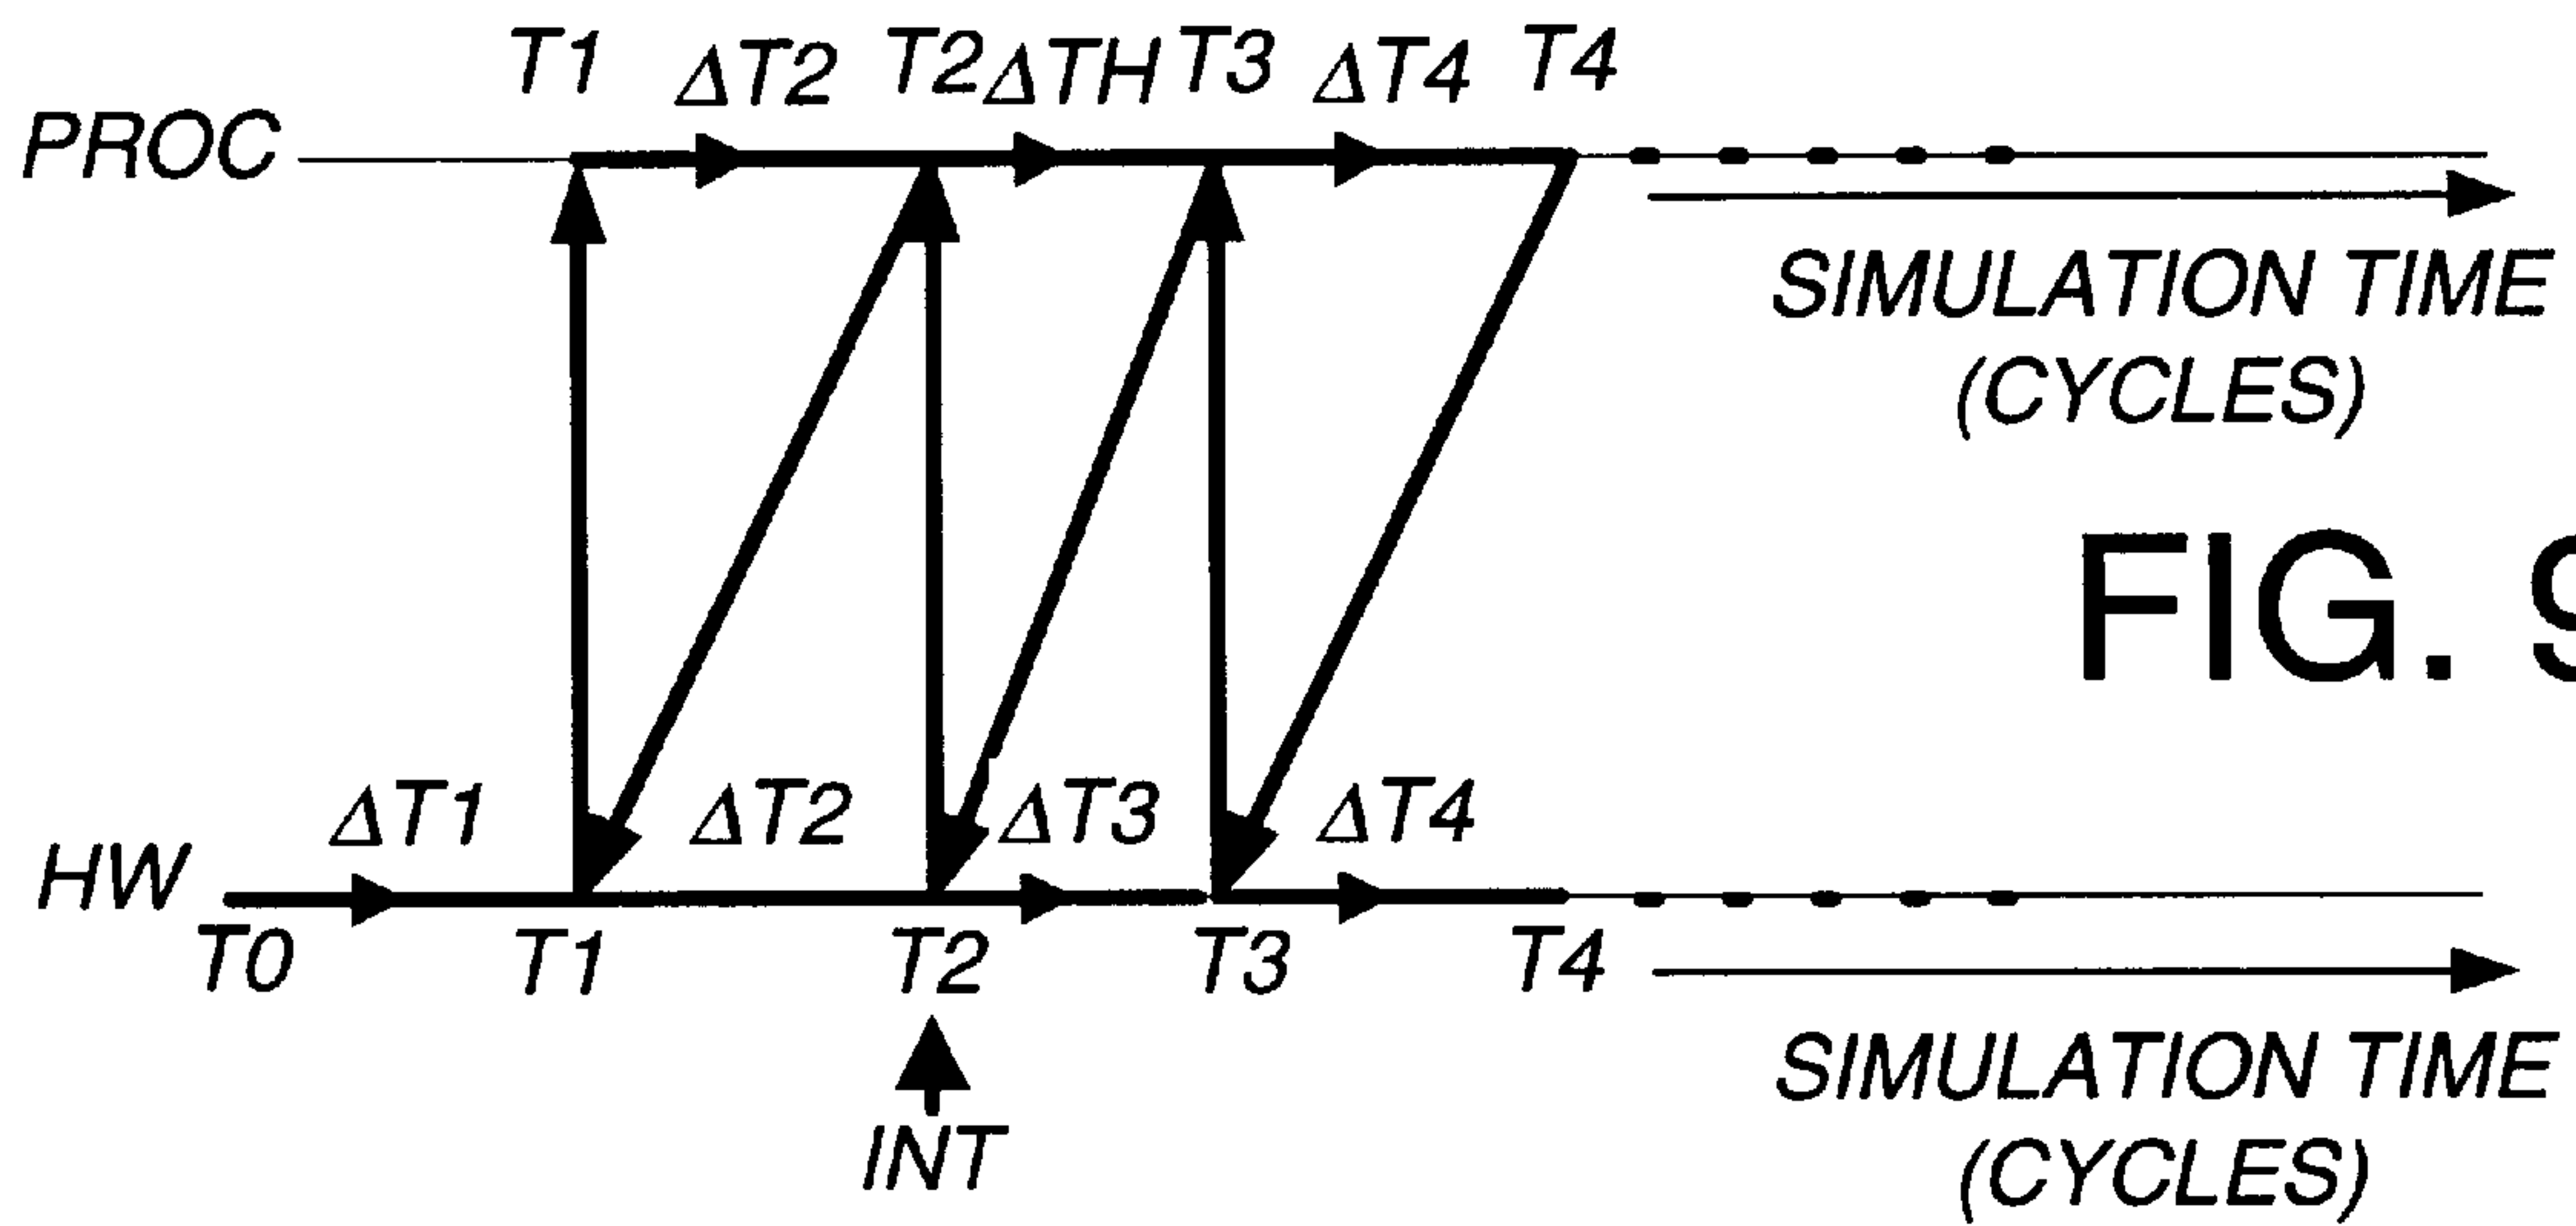 T1 ΔT2 T2 ΔTH T3 ΔT4 T4
PROC
SIMULATION TIME
(CYCLES)
FIG. 9
ΔT1 ΔT2 ΔT3 ΔT4
HW
T0 T1 T2 T3 T4
INT
SIMULATION TIME
(CYCLES)